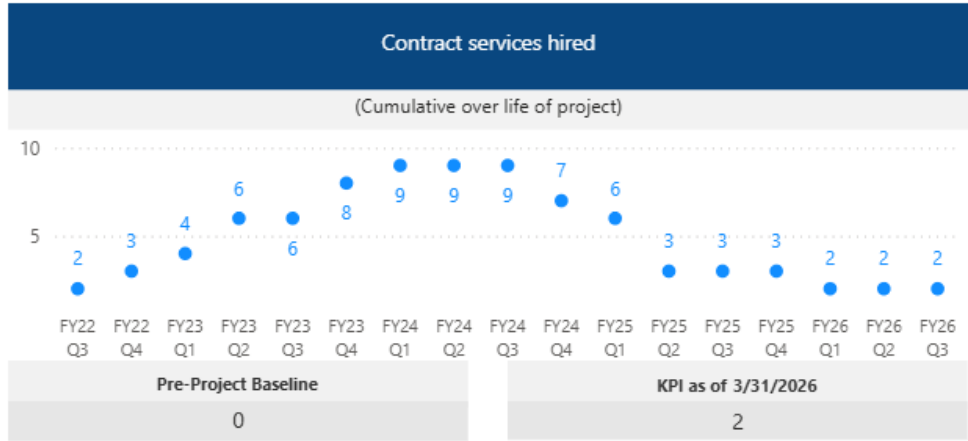 Contract services hired
(Cumulative over life of project)
10
5
2 3 4 6 6 8 9 9 9 7 6 3 3 3 2 2 2
FY22 FY22 FY23 FY23 FY23 FY23 FY24 FY24 FY24 FY24 FY25 FY25 FY25 FY25 FY26 FY26 FY26
Q3 Q4 Q1 Q2 Q3 Q4 Q1 Q2 Q3 Q4 Q1 Q2 Q3 Q4 Q1 Q2 Q3
Pre-Project Baseline
0
KPI as of 3/31/2026
2